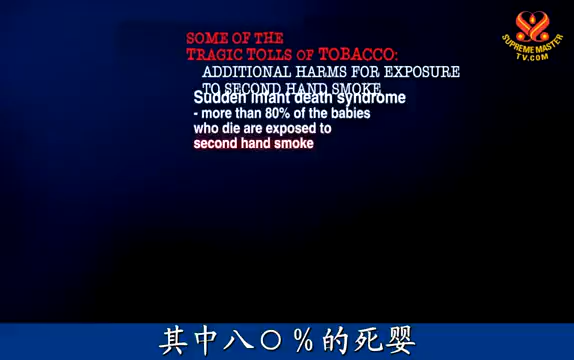 SOME OF THE
TRAGIC TOLLS OF TOBACCO:
ADDITIONAL HARMS FOR EXPOSURE
TO SECOND HAND SMOKE
Sudden infant death syndrome
- more than 80% of the babies
who die are exposed to
second hand smoke
SUPREME MASTER
TV.COM
其中八〇%的死婴